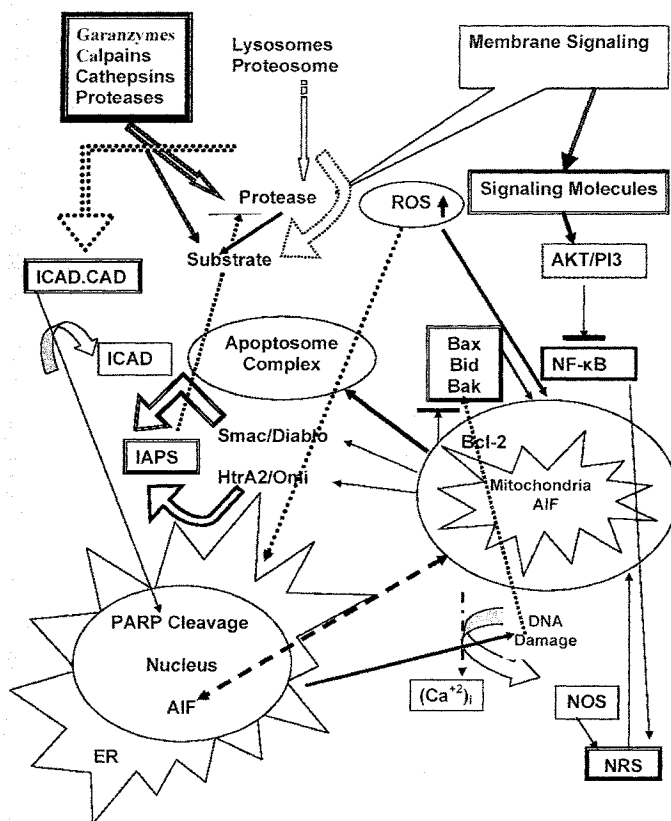 Garanzymes
Calpains
Cathepsins
Proteases
Lysosomes
Proteosome
Membrane Signaling
Protease
ROS
Signaling Molecules
Substrate
AKT/PI3
ICAD.CAD
ICAD
Apoptosome
Complex
Bax
Bid
Bak
NF-κB
Smac/Diablo
Bcl-2
IAPS
HtrA2/Omi
Mitochondria
AIF
PARP Cleavage
DNA
Damage
Nucleus
(Ca+2)i
AIF
NOS
ER
NRS